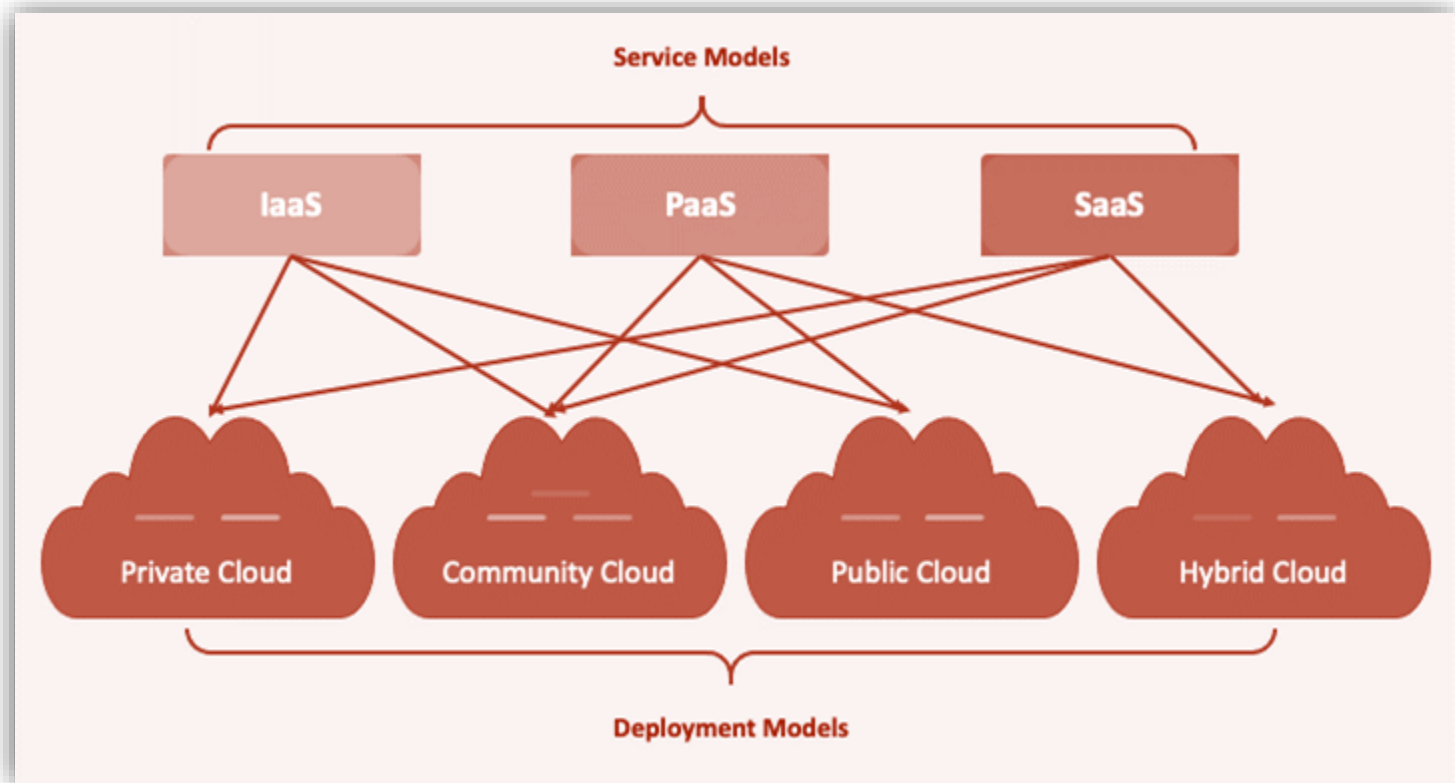 Service Models
IaaS
PaaS
SaaS
Private Cloud
Community Cloud
Public Cloud
Hybrid Cloud
Deployment Models